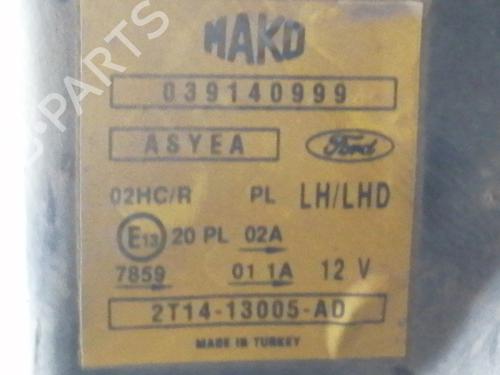 MAKO
039140999
ASYEA Ford
02HC/R PL LH/LHD
E13 20 PL 02A
7859 01 1A 12 V
2T14-13005-AD
MADE IN TURKEY
PARTS